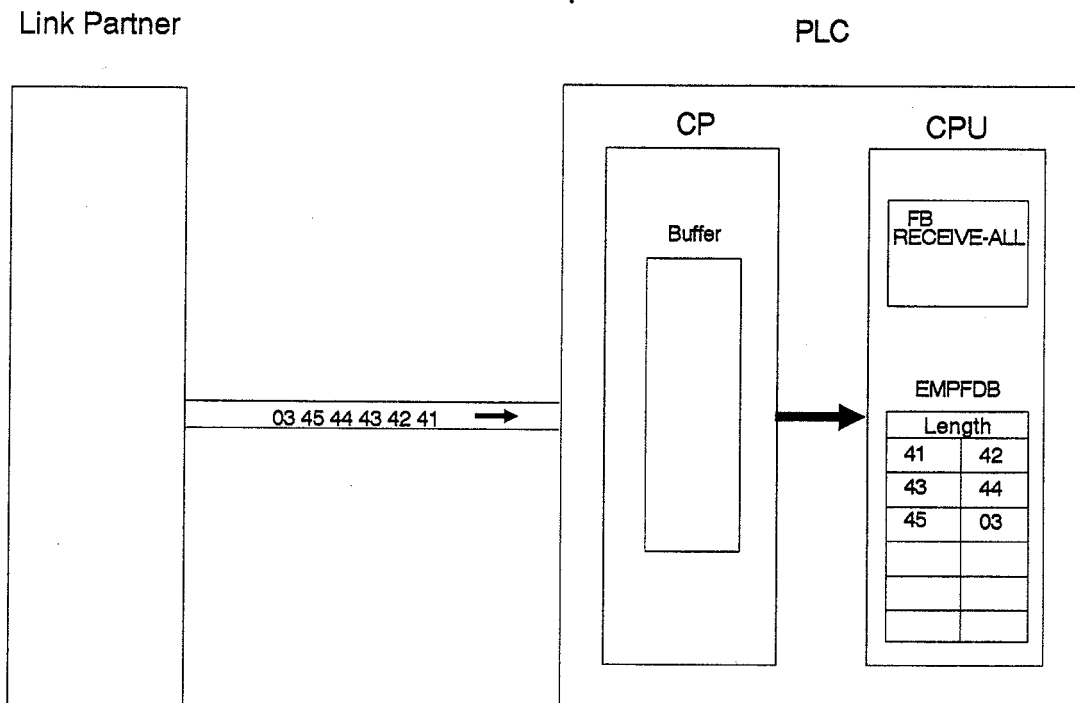 Link Partner
PLC
CP
CPU
Buffer
FB
RECEIVE-ALL
03 45 44 43 42 41
EMPFDB
Length
41 42
43 44
45 03